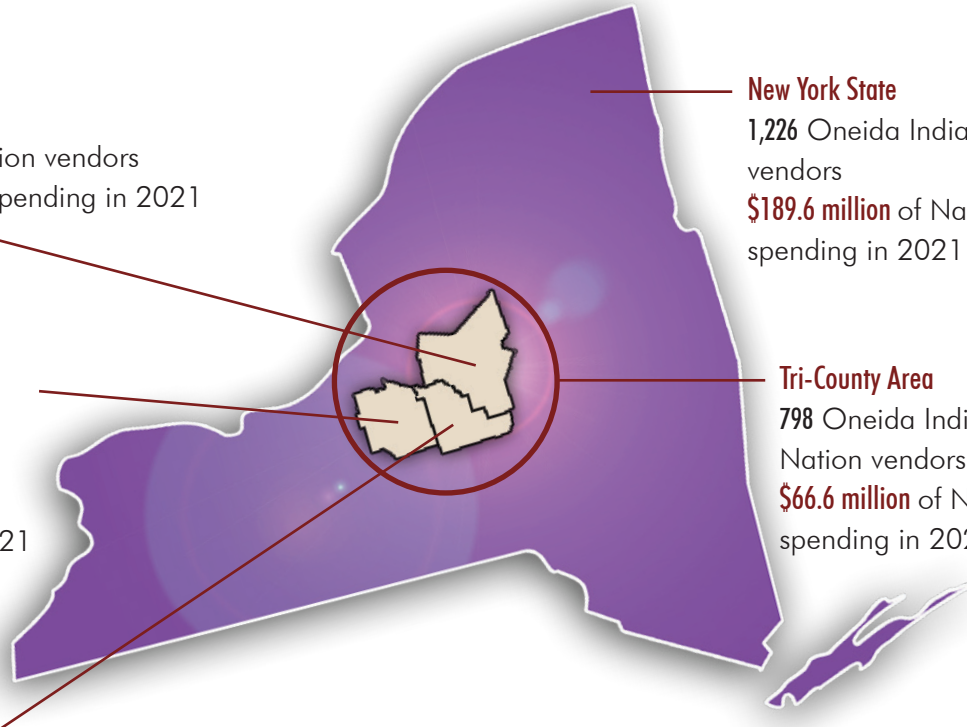 ion vendors
pending in 2021
21
New York State
1,226 Oneida India
vendors
$189.6 million of Na
spending in 2021
Tri-County Area
798 Oneida Indi
Nation vendors
$66.6 million of N
spending in 202